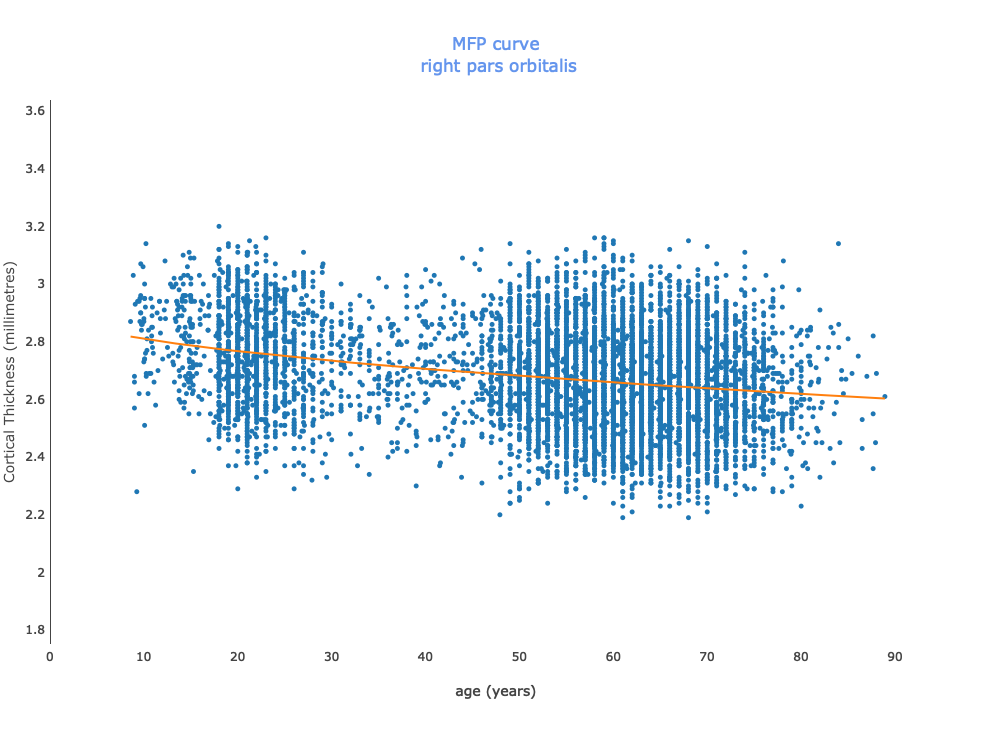 MFP curve
right pars orbitalis
3.6
3.4
3.2
3
2.8
2.6
2.4
2.2
2
1.8
Cortical Thickness (millimetres)
0 10 20 30 40 50 60 70 80 90
age (years)